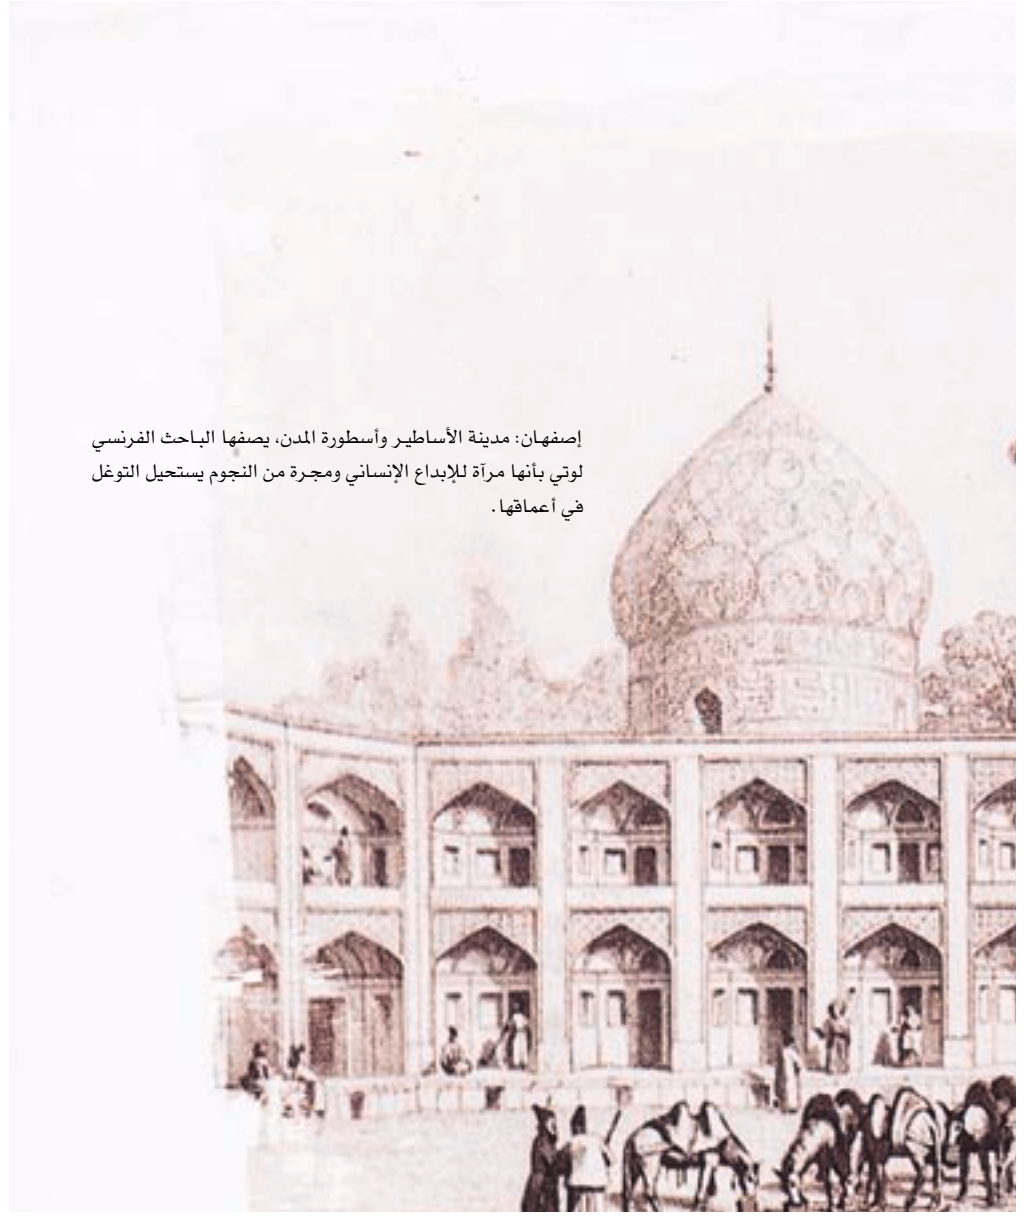 إصفهان: مدينة الأساطير وأسطورة المدن، يصفها الباحث الفرنسي
لوتي بأنها مرآة للإبداع الإنساني ومجرة من النجوم يستحيل التوغل
في أعماقها.